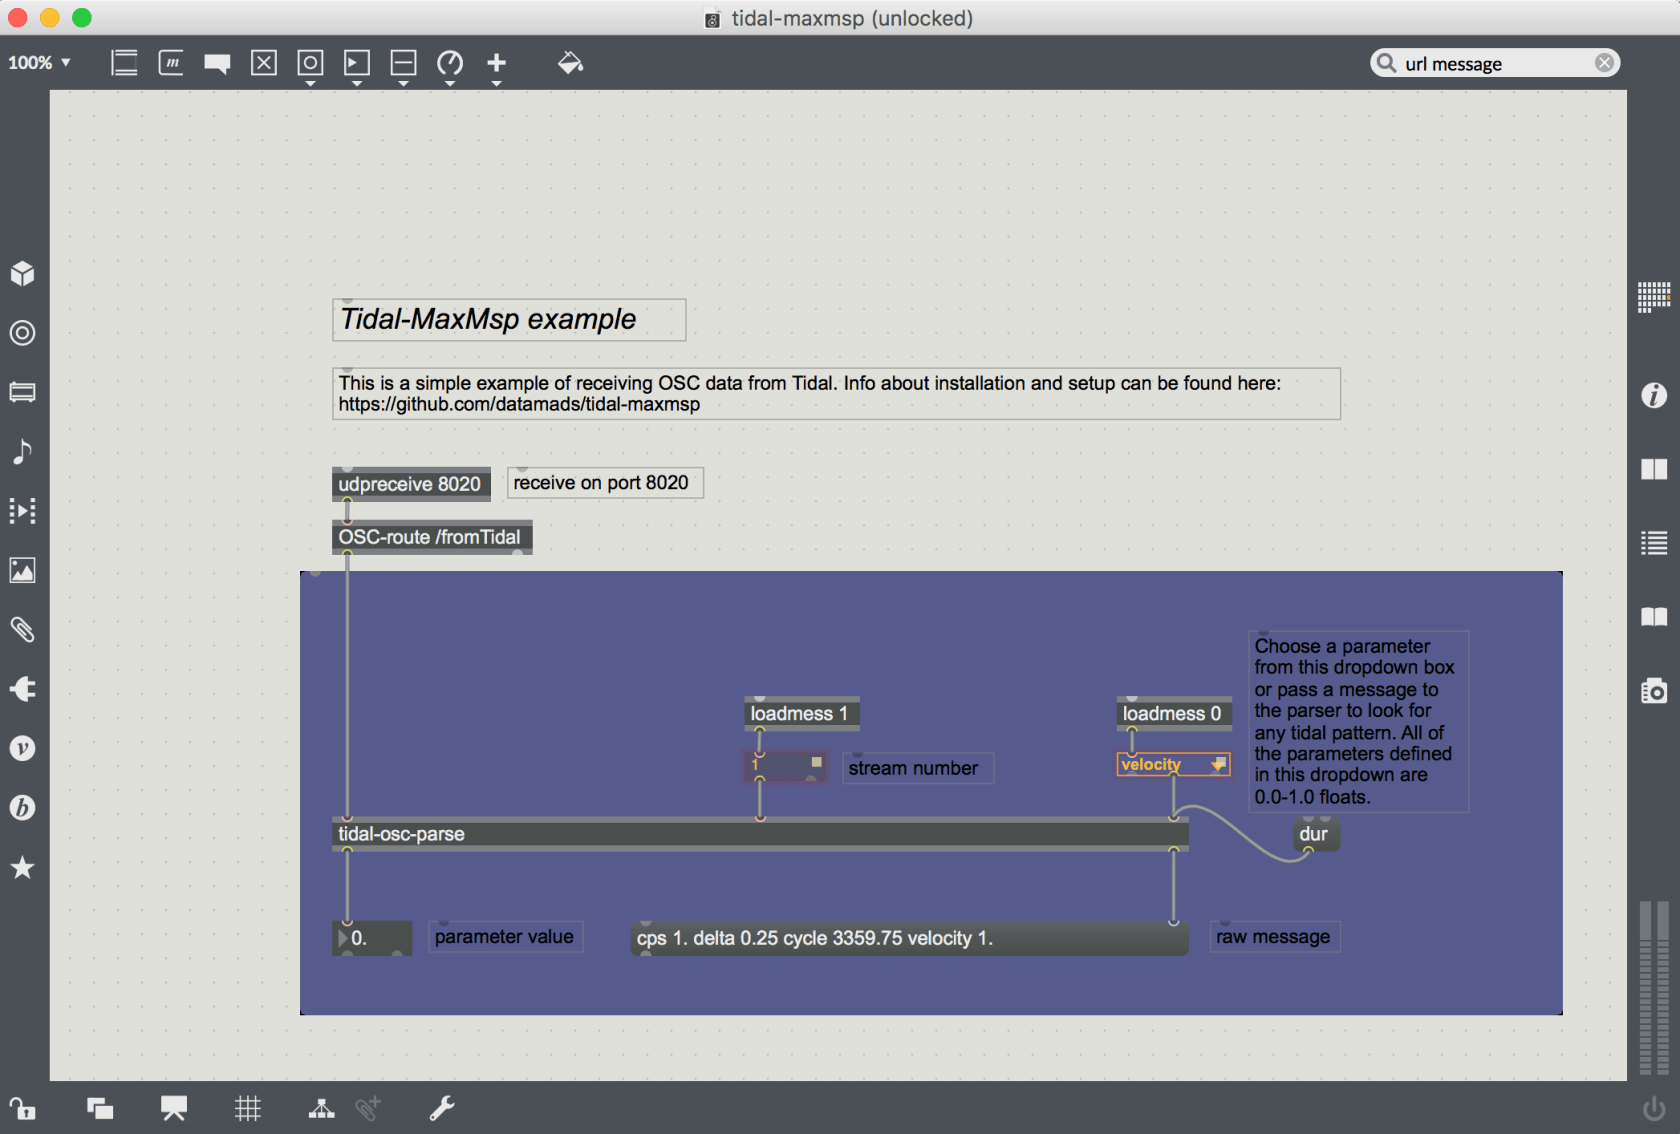 tidal-maxmsp (unlocked)
100%
m
url message
Tidal-MaxMsp example
This is a simple example of receiving OSC data from Tidal. Info about installation and setup can be found here:
https://github.com/datamads/tidal-maxmsp
udpreceive 8020
receive on port 8020
OSC-route /fromTidal
Choose a parameter
from this dropdown box
or pass a message to
the parser to look for
any tidal pattern. All of
the parameters defined
in this dropdown are
0.0-1.0 floats.
loadmess 1
loadmess 0
1
stream number
velocity
tidal-osc-parse
dur
0.
parameter value
cps 1. delta 0.25 cycle 3359.75 velocity 1.
raw message
i
v
b